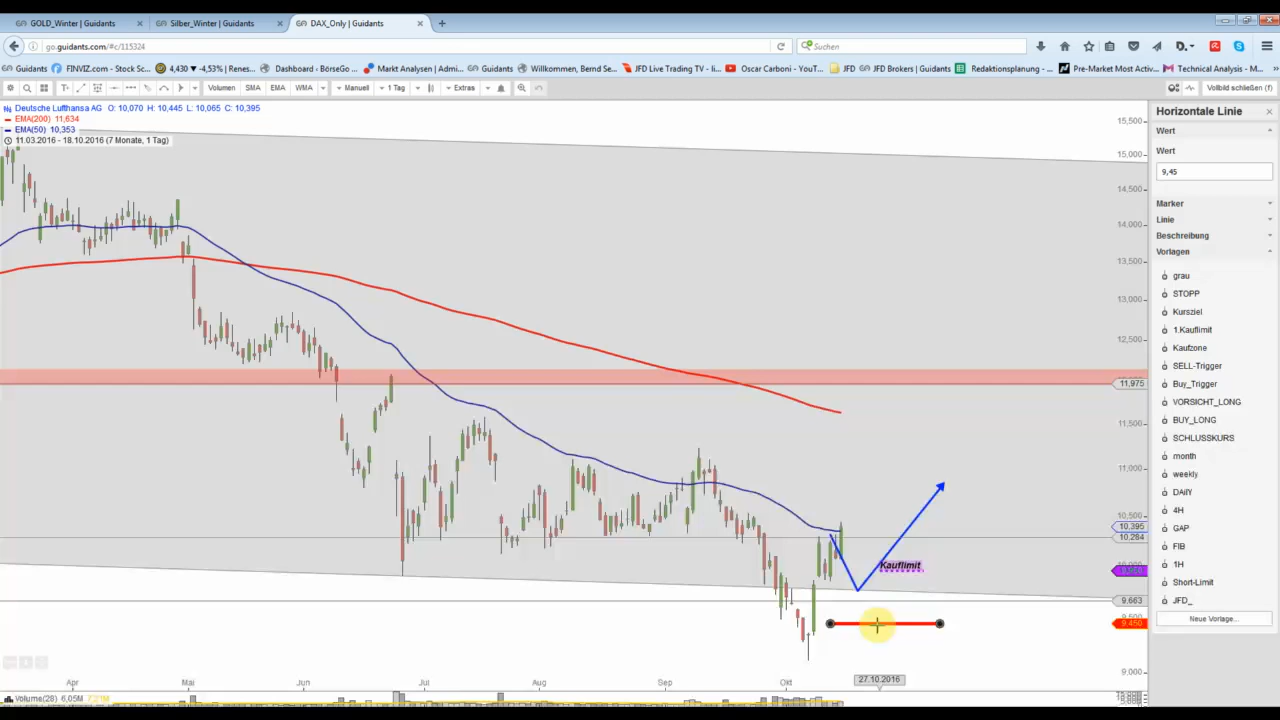 GOLD_Winter | Guidants
Silber_Winter | Guidants
DAX_Only | Guidants
go.guidants.com/#c/115324
Suchen
Guidants
FINVIZ.com - Stock Sc...
4,430 ▼ -4,53% | Renes...
Dashboard - BörseGo ...
Markt Analysen | Admi...
Guidants
Willkommen, Bernd Se...
JFD Live Trading TV – li...
Oscar Carboni - YouT...
JFD
JFD Brokers | Guidants
Redaktionsplanung - ...
Pre-Market Most Activ...
Technical Analysis - M...
Volumen
SMA
EMA
WMA
Manuell
1 Tag
Extras
Vollbild schließen (f)
Deutsche Lufthansa AG O: 10,070 H: 10,445 L: 10,065 C: 10,395
EMA(200) 11,634
EMA(50) 10,353
11.03.2016 - 18.10.2016 (7 Monate, 1 Tag)
15,500
15,000
14,500
14,000
13,500
13,000
12,500
11,975
11,500
11,000
10,500
10,395
10,284
9,663
9,450
9,000
Kauflimit
Apr
Mai
Jun
Jul
Aug
Sep
Okt
27.10.2016
Volume(28) 6.05M
Horizontale Linie
Wert
Wert
9,45
Marker
Linie
Beschreibung
Vorlagen
grau
STOPP
Kursziel
1.Kauflimit
Kaufzone
SELL-Trigger
Buy_Trigger
VORSICHT_LONG
BUY_LONG
SCHLUSSKURS
month
weekly
DAilY
4H
GAP
FIB
1H
Short-Limit
JFD_
Neue Vorlage...